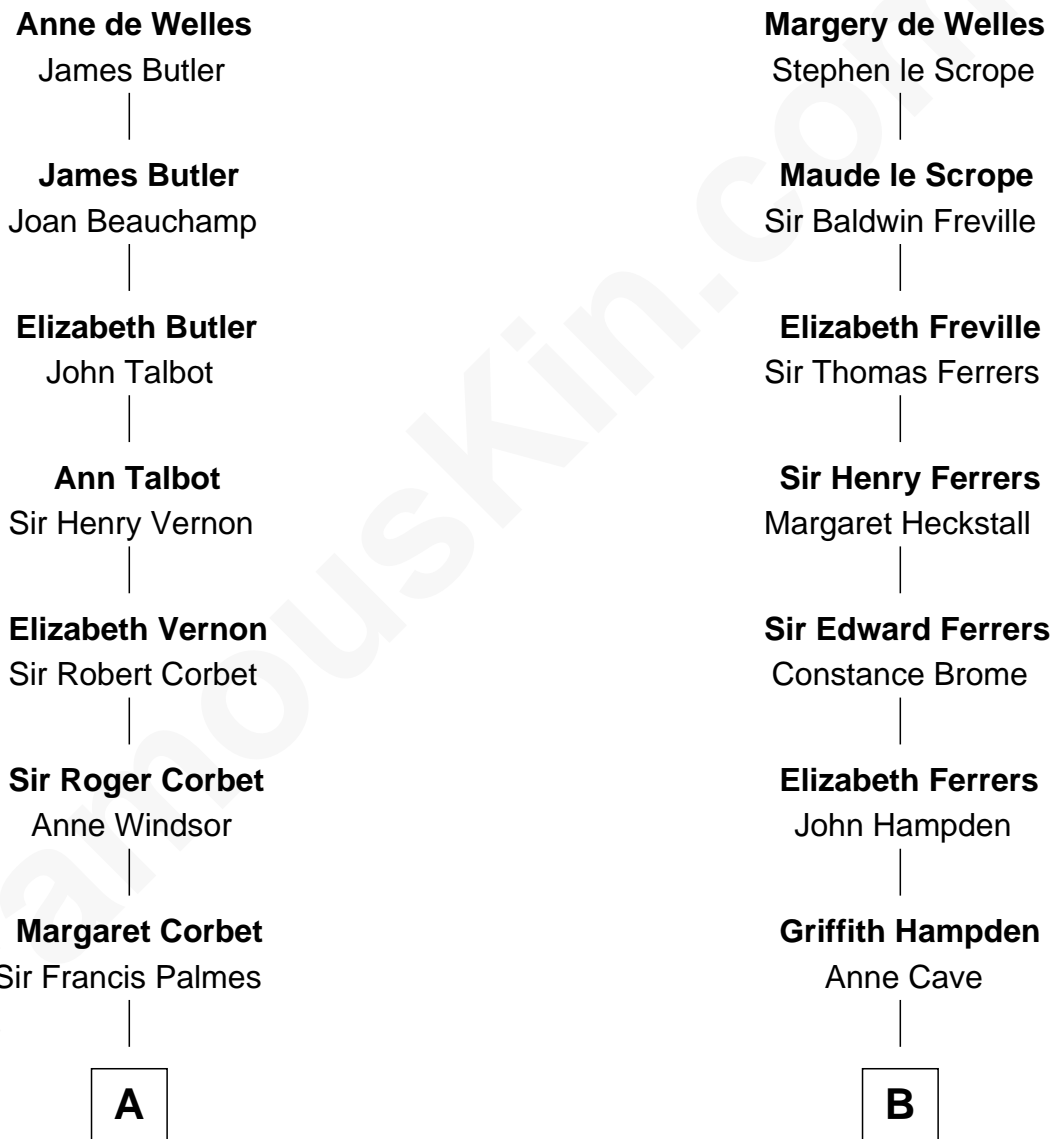 Anne de Welles
James Butler
James Butler
Joan Beauchamp
Elizabeth Butler
John Talbot
Ann Talbot
Sir Henry Vernon
Elizabeth Vernon
Sir Robert Corbet
Sir Roger Corbet
Anne Windsor
Margaret Corbet
Sir Francis Palmes
A
Margery de Welles
Stephen le Scrope
Maude le Scrope
Sir Baldwin Freville
Elizabeth Freville
Sir Thomas Ferrers
Sir Henry Ferrers
Margaret Heckstall
Sir Edward Ferrers
Constance Brome
Elizabeth Ferrers
John Hampden
Griffith Hampden
Anne Cave
B
amouskin.com